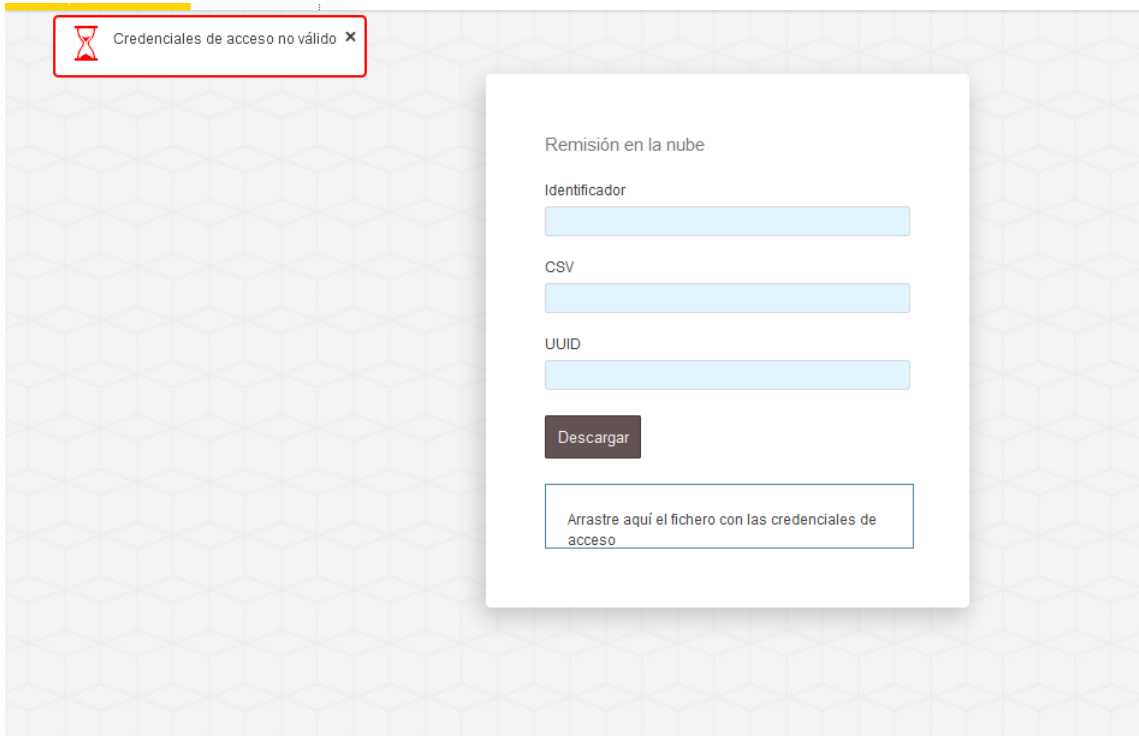 Credenciales de acceso no válido ×
Remisión en la nube
Identificador
CSV
UUID
Descargar
Arrastre aquí el fichero con las credenciales de
acceso